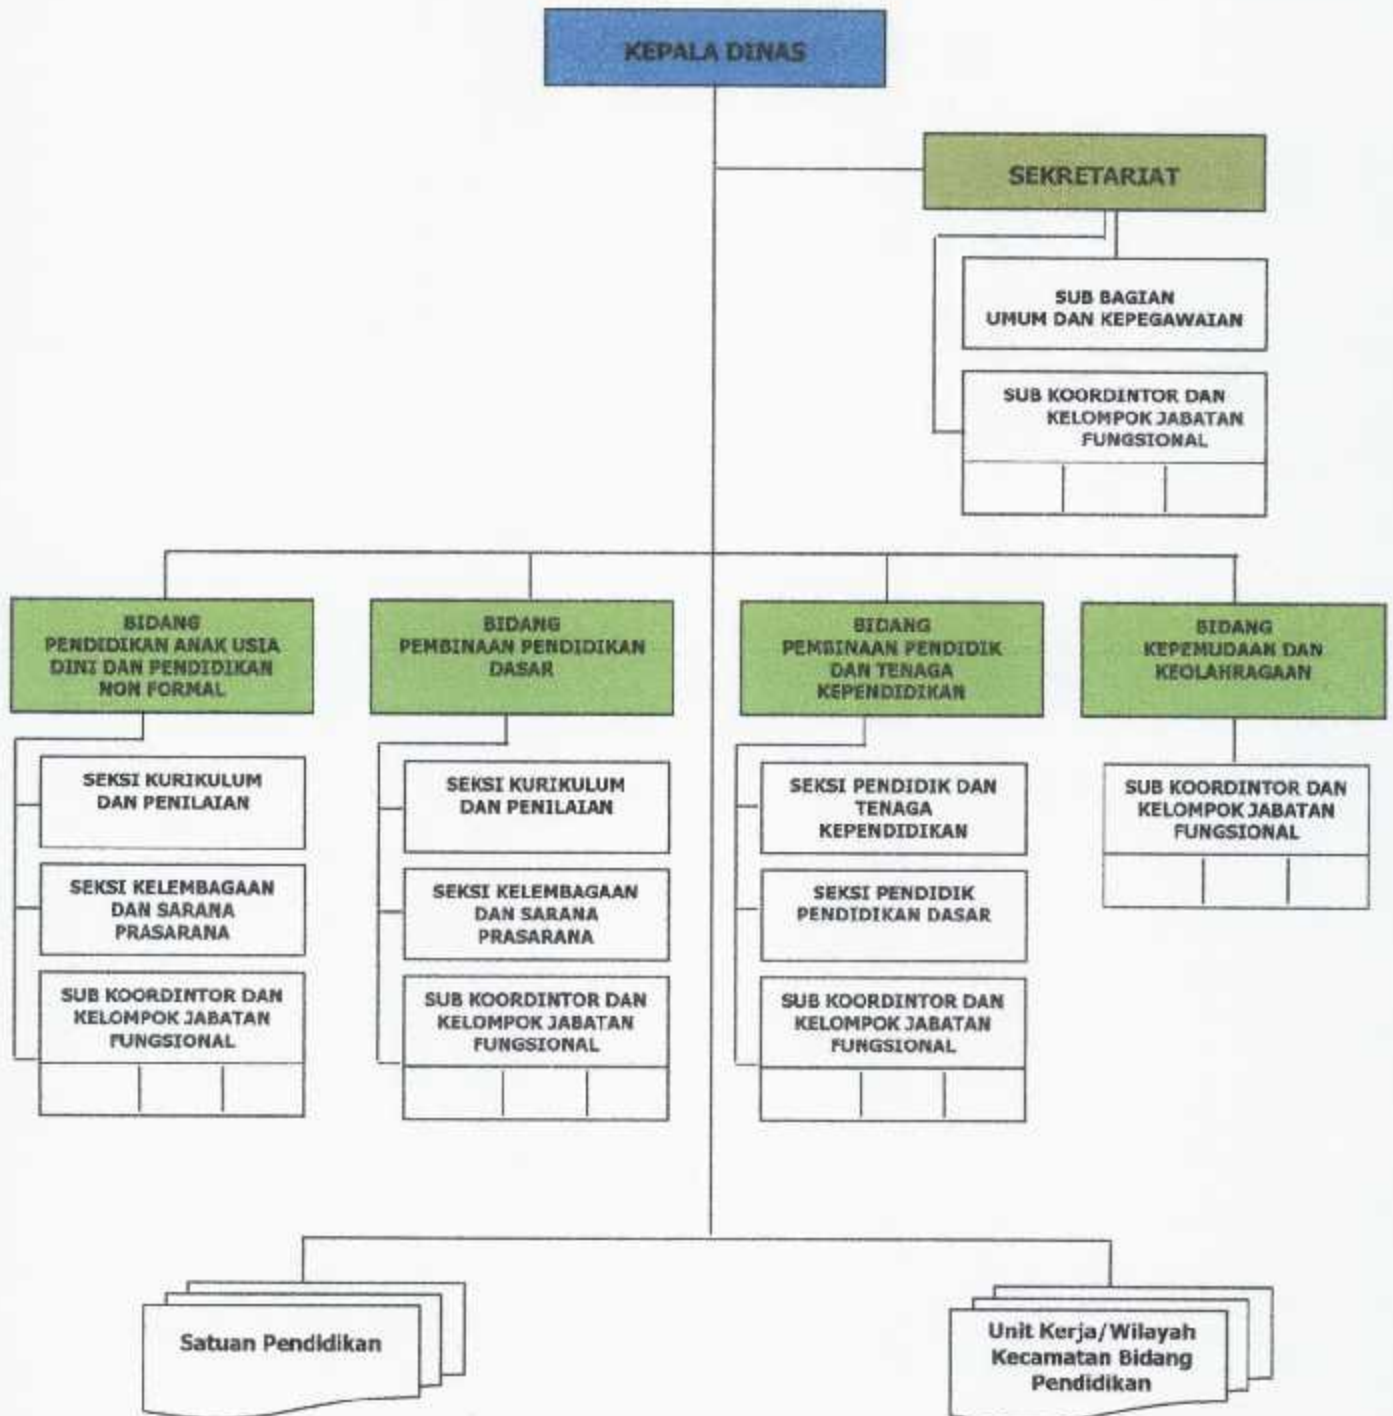 KEPALA DINAS
SEKRETARIAT
SUB BAGIAN
UMUM DAN KEPEGAWAIAN
SUB KOORDINTOR DAN
KELOMPOK JABATAN
FUNGSIONAL
BIDANG
PENDIDIKAN ANAK USIA
DINI DAN PENDIDIKAN
NON FORMAL
SEKSI KURIKULUM
DAN PENILAIAN
SEKSI KELEMBAGAAN
DAN SARANA
PRASARANA
SUB KOORDINTOR DAN
KELOMPOK JABATAN
FUNGSIONAL
BIDANG
PEMBINAAN PENDIDIKAN
DASAR
SEKSI KURIKULUM
DAN PENILAIAN
SEKSI KELEMBAGAAN
DAN SARANA
PRASARANA
SUB KOORDINTOR DAN
KELOMPOK JABATAN
FUNGSIONAL
BIDANG
PEMBINAAN PENDIDIK
DAN TENAGA
KEPENDIDIKAN
SEKSI PENDIDIK DAN
TENAGA
KEPENDIDIKAN
SEKSI PENDIDIK
PENDIDIKAN DASAR
SUB KOORDINTOR DAN
KELOMPOK JABATAN
FUNGSIONAL
BIDANG
KEPEMUDAAN DAN
KEOLAHRAGAAN
SUB KOORDINTOR DAN
KELOMPOK JABATAN
FUNGSIONAL
Satuan Pendidikan
Unit Kerja/Wilayah
Kecamatan Bidang
Pendidikan